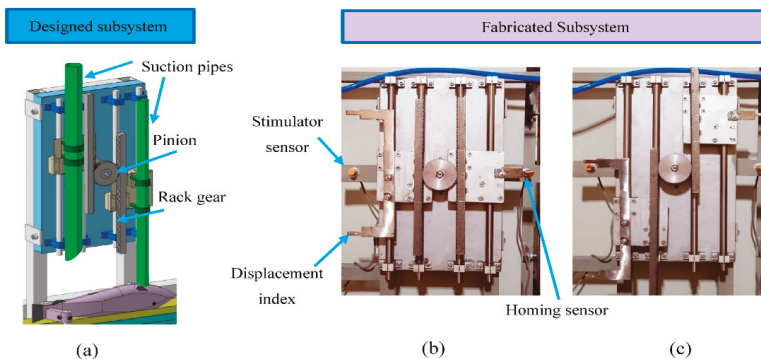 Designed subsystem
Fabricated Subsystem
Suction pipes
Pinion
Rack gear
Stimulator
sensor
Displacement
index
Homing sensor
(a)
(b)
(c)